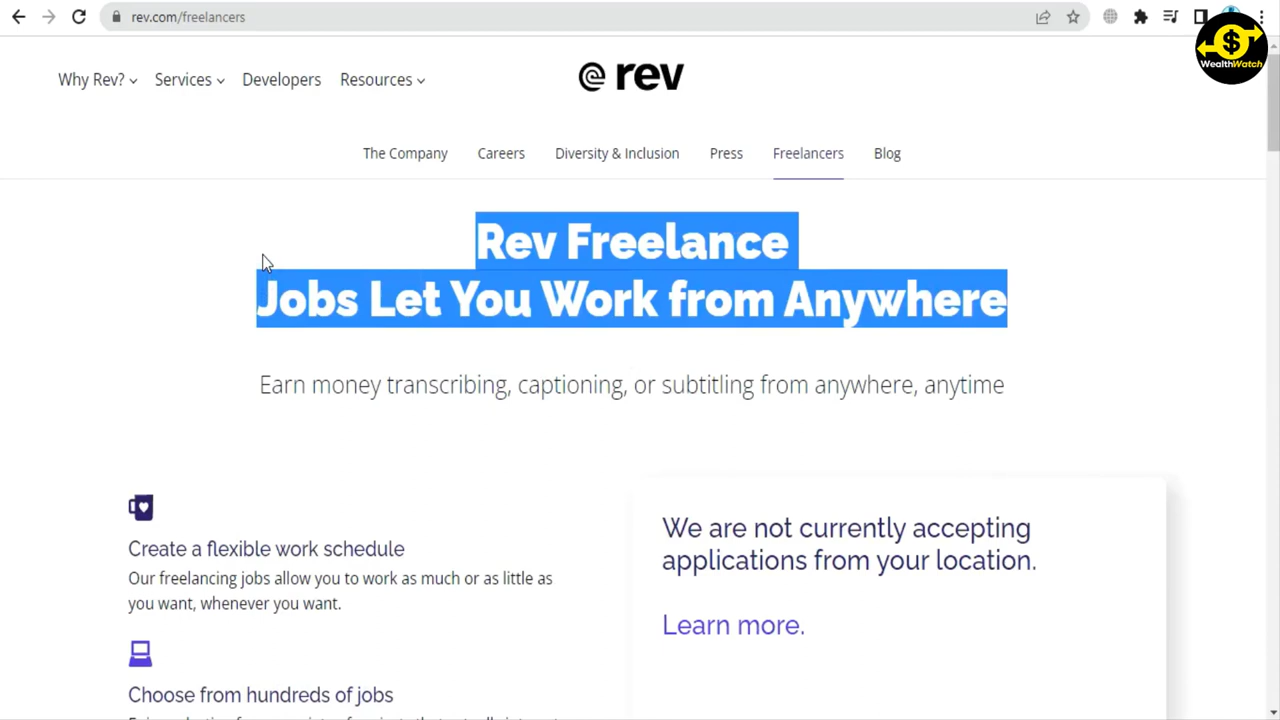 rev.com/freelancers
$
WealthWatch
Why Rev?
Services
Developers
Resources
rev
The Company
Careers
Diversity & Inclusion
Press
Freelancers
Blog
Rev Freelance
Jobs Let You Work from Anywhere
Earn money transcribing, captioning, or subtitling from anywhere, anytime
Create a flexible work schedule
Our freelancing jobs allow you to work as much or as little as
you want, whenever you want.
Choose from hundreds of jobs
We are not currently accepting
applications from your location.
Learn more.